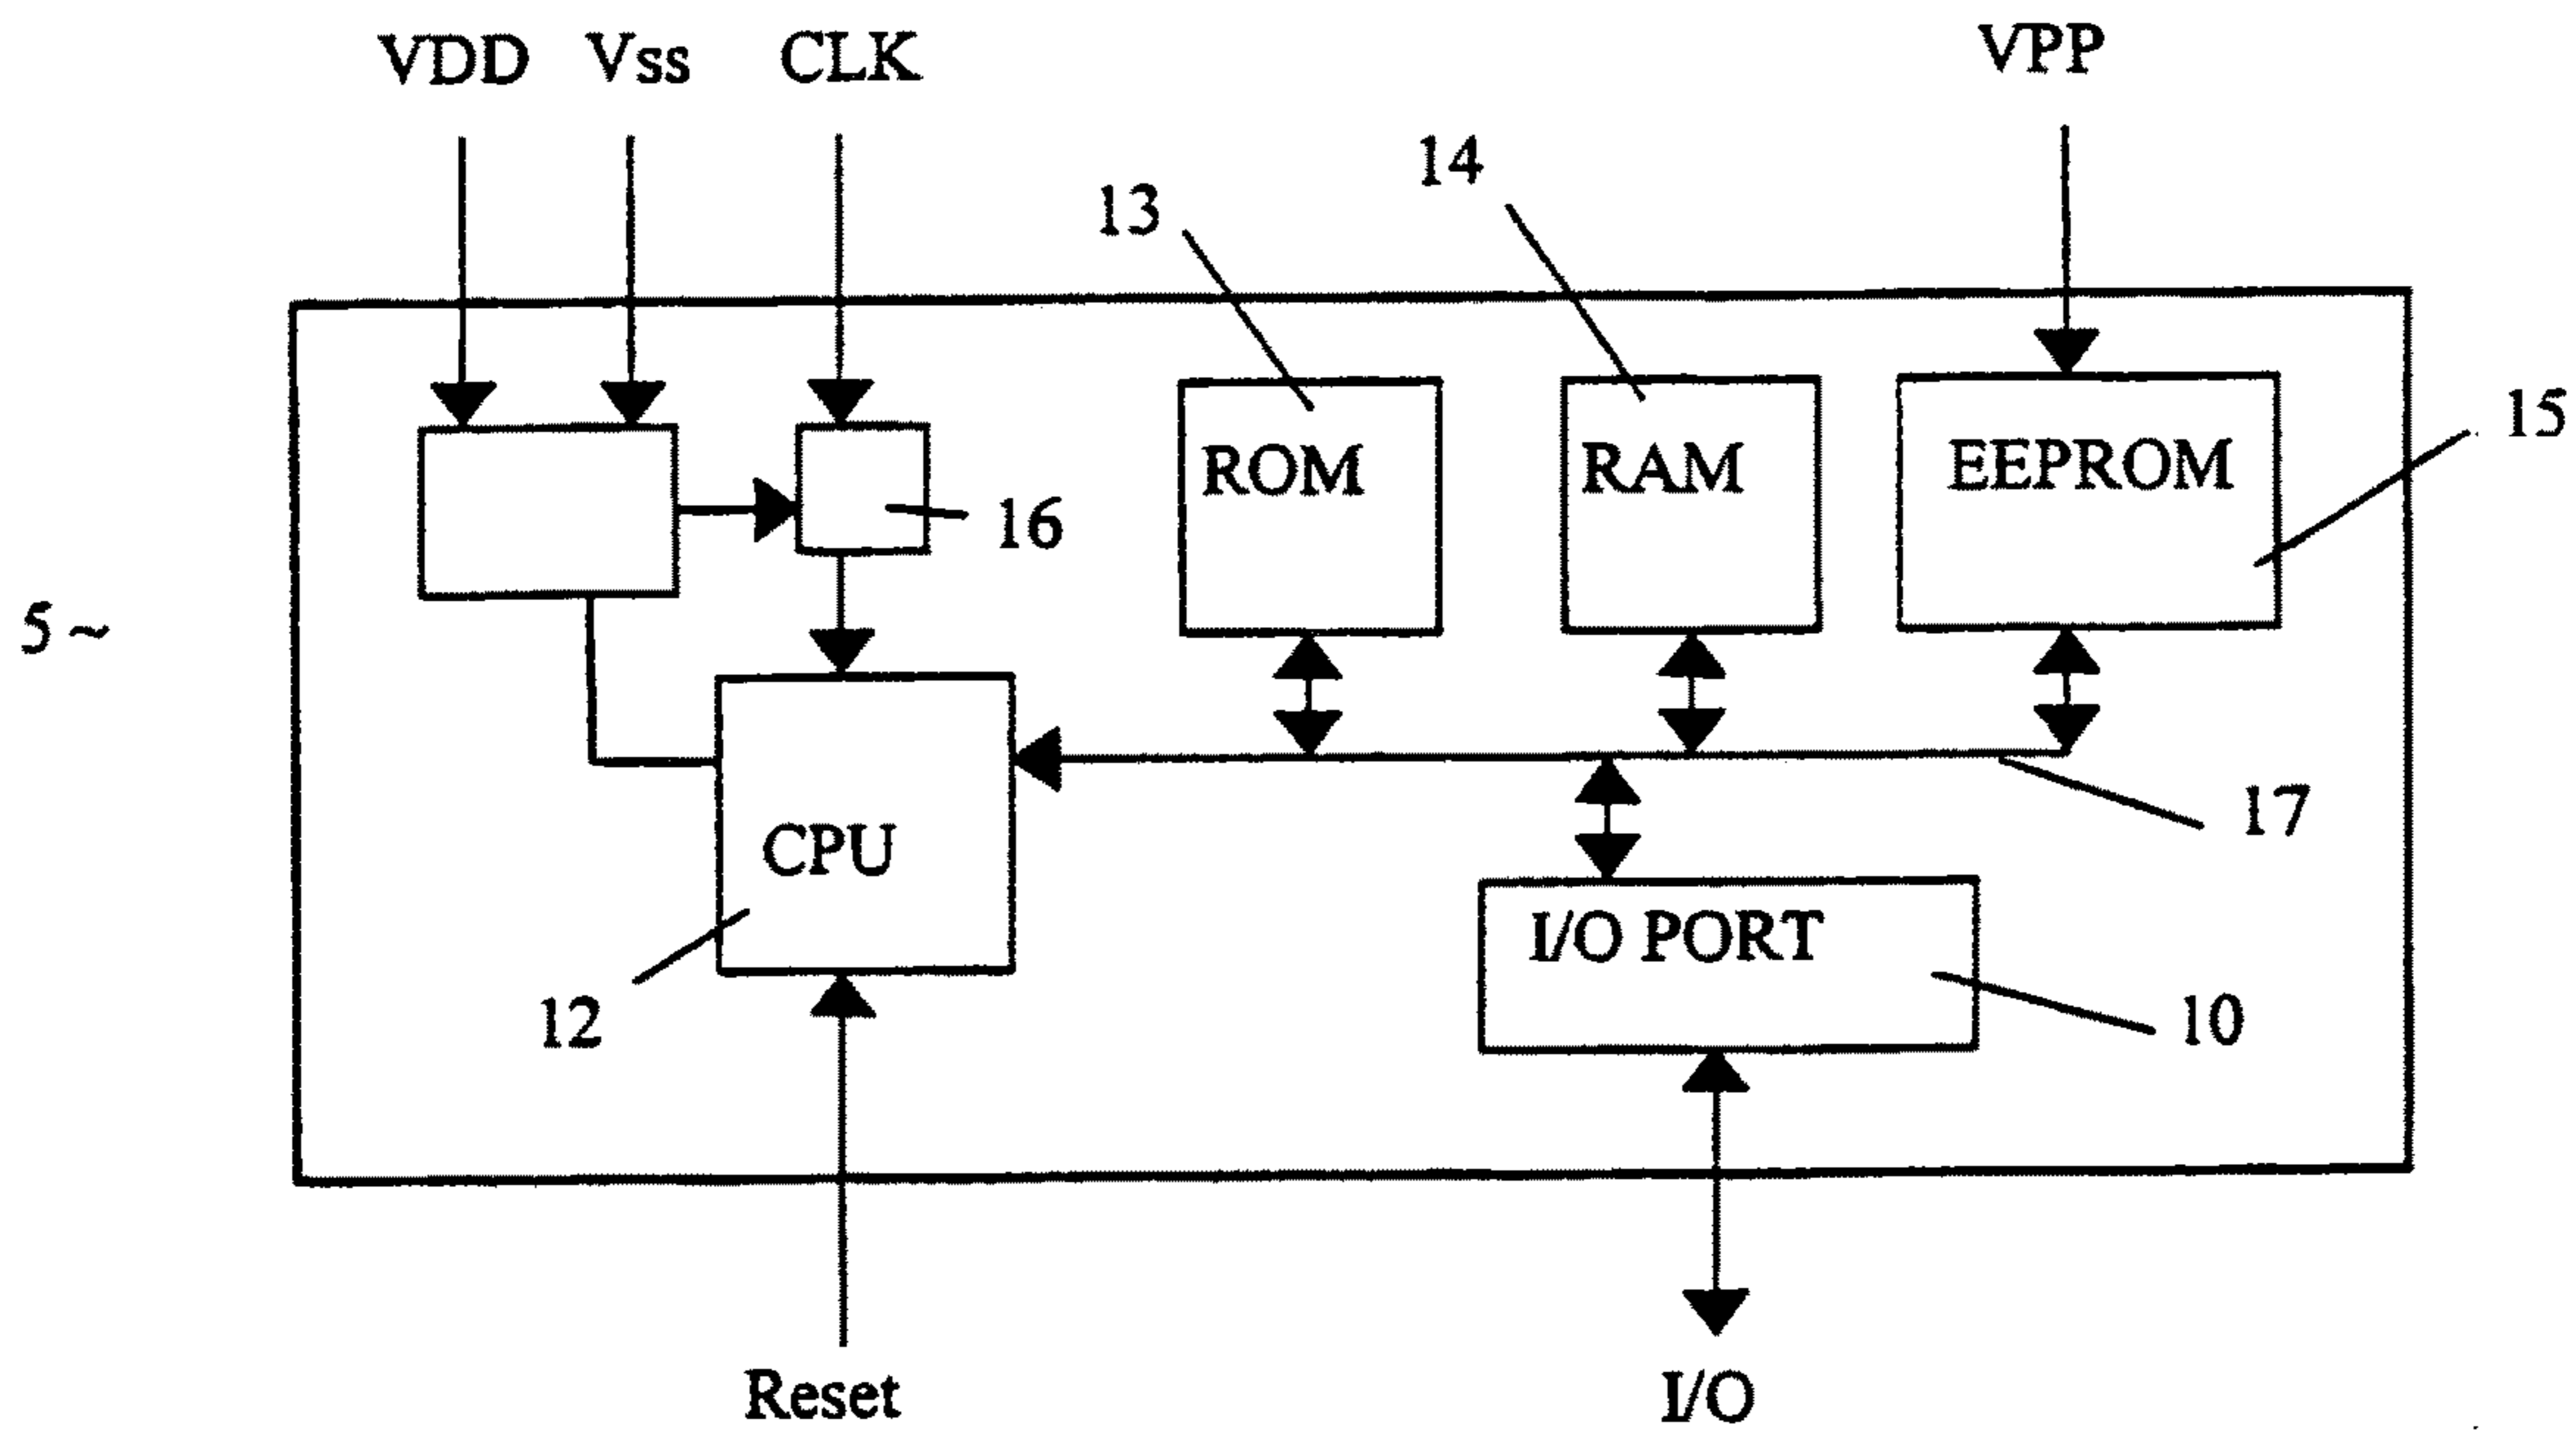 VDD Vss CLK VPP
13 14
15
ROM RAM EEPROM
16
5 ~
17
CPU
I/O PORT
12 10
Reset I/O